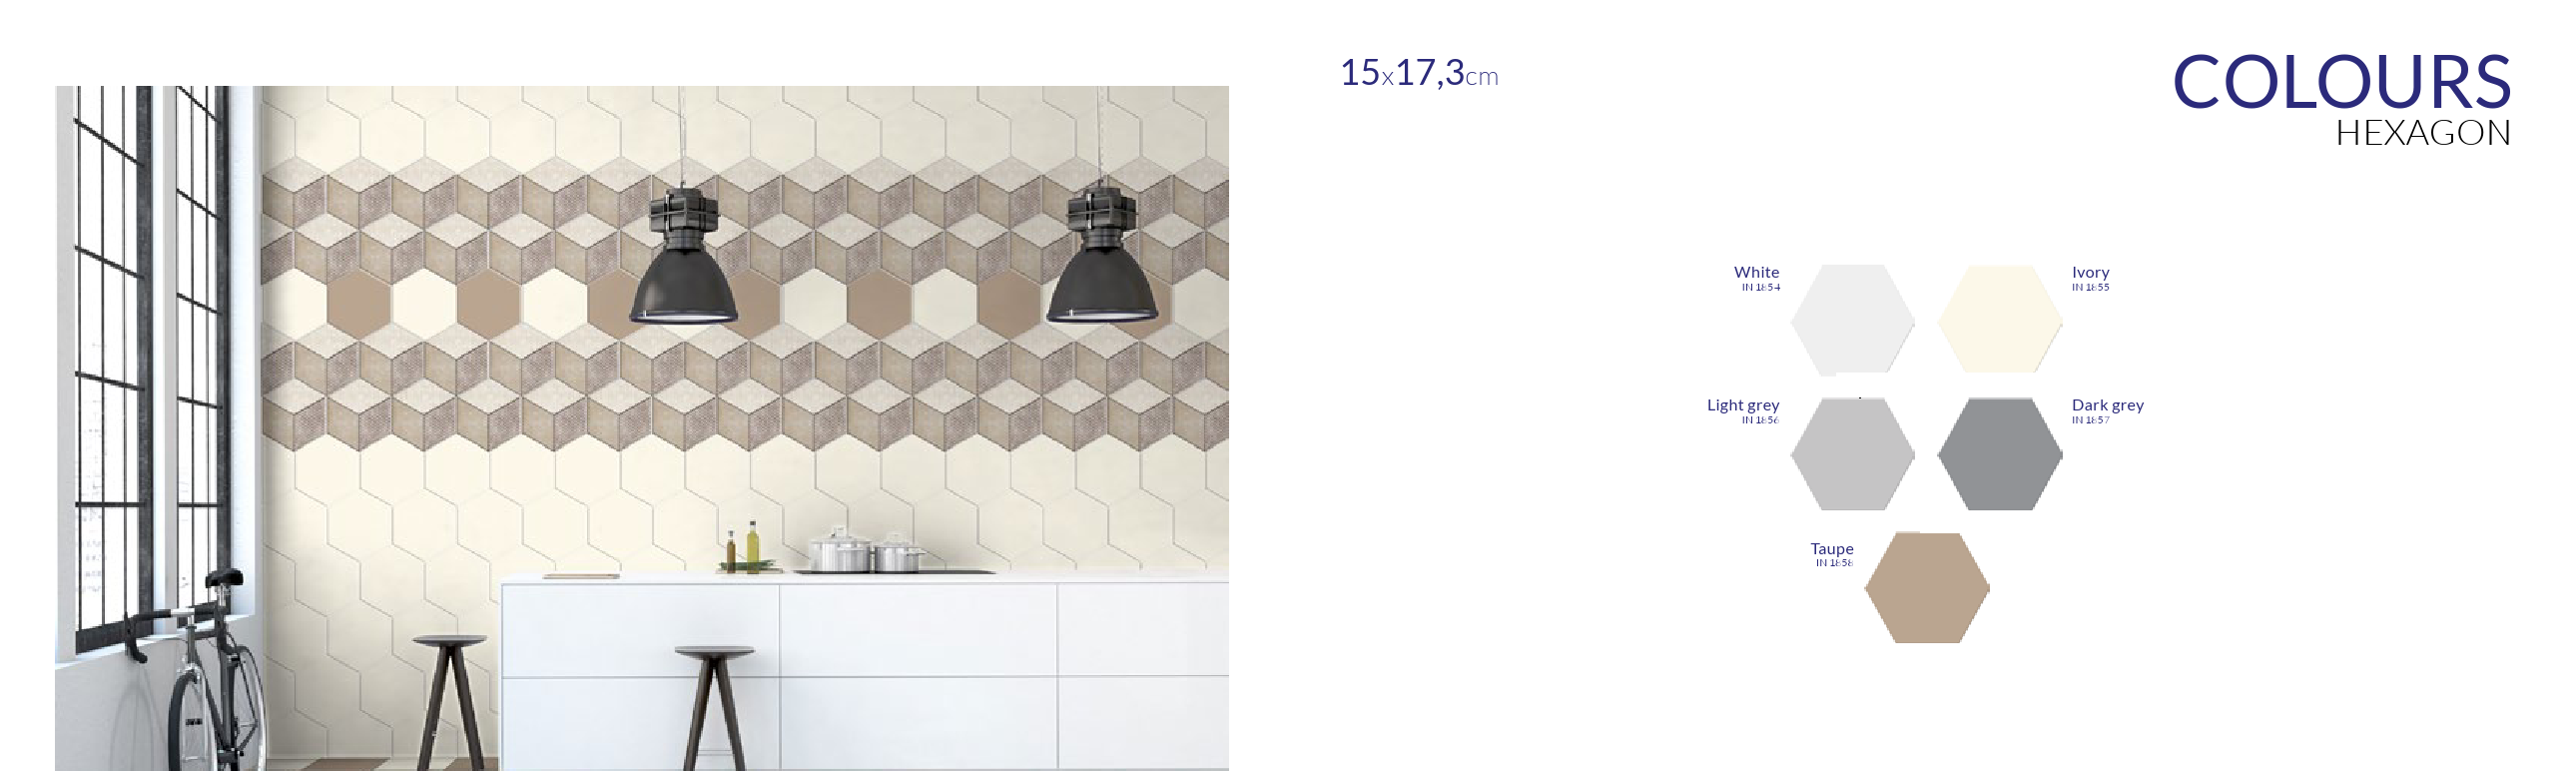 15x17,3cm
COLOURS
HEXAGON
White
IN 1854
Ivory
IN 1855
Light grey
IN 1856
Dark grey
IN 1857
Taupe
IN 1858